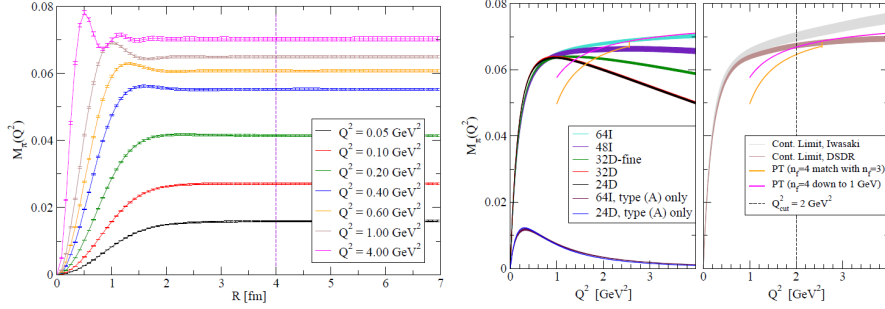 0.08
0.06
0.04
0.02
0
M_π(Q²)
0 1 2 3 4 5 6 7
R [fm]
Q² = 0.05 GeV²
Q² = 0.10 GeV²
Q² = 0.20 GeV²
Q² = 0.40 GeV²
Q² = 0.60 GeV²
Q² = 1.00 GeV²
Q² = 4.00 GeV²
0.08
0.06
0.04
0.02
0
M_π(Q²)
0 1 2 3
Q² [GeV²]
64I
48I
32D-fine
32D
24D
64I, type (A) only
24D, type (A) only
0 1 2 3
Q² [GeV²]
Cont. Limit, Iwasaki
Cont. Limit, DSDR
PT (n_f=4 match with n_f=3)
PT (n_f=4 down to 1 GeV)
Q²_cut = 2 GeV²